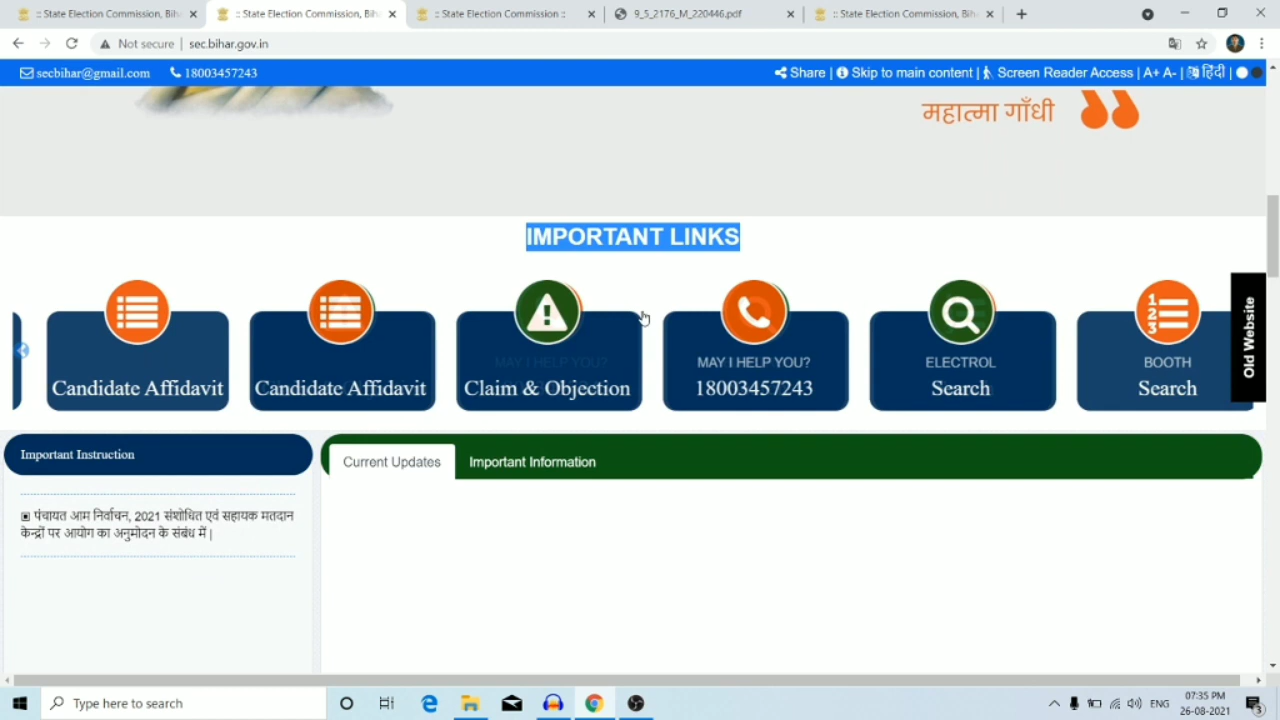 :: State Election Commission, Bih
:: State Election Commission, Bih
:: State Election Commission ::
9_5_2176_M_220446.pdf
:: State Election Commission, Bih
Not secure | sec.bihar.gov.in
secbihar@gmail.com 18003457243
Share | Skip to main content | Screen Reader Access | A+ A- | हिंदी |
महात्मा गाँधी
IMPORTANT LINKS
Candidate Affidavit
Candidate Affidavit
MAY I HELP YOU?
Claim & Objection
MAY I HELP YOU?
18003457243
ELECTROL
Search
BOOTH
Search
Old Website
Important Instruction
Current Updates
Important Information
पंचायत आम निर्वाचन, 2021 संशोधित एवं सहायक मतदान
केन्द्रों पर आयोग का अनुमोदन के संबंध में |
Type here to search
ENG
07:35 PM
26-08-2021
3